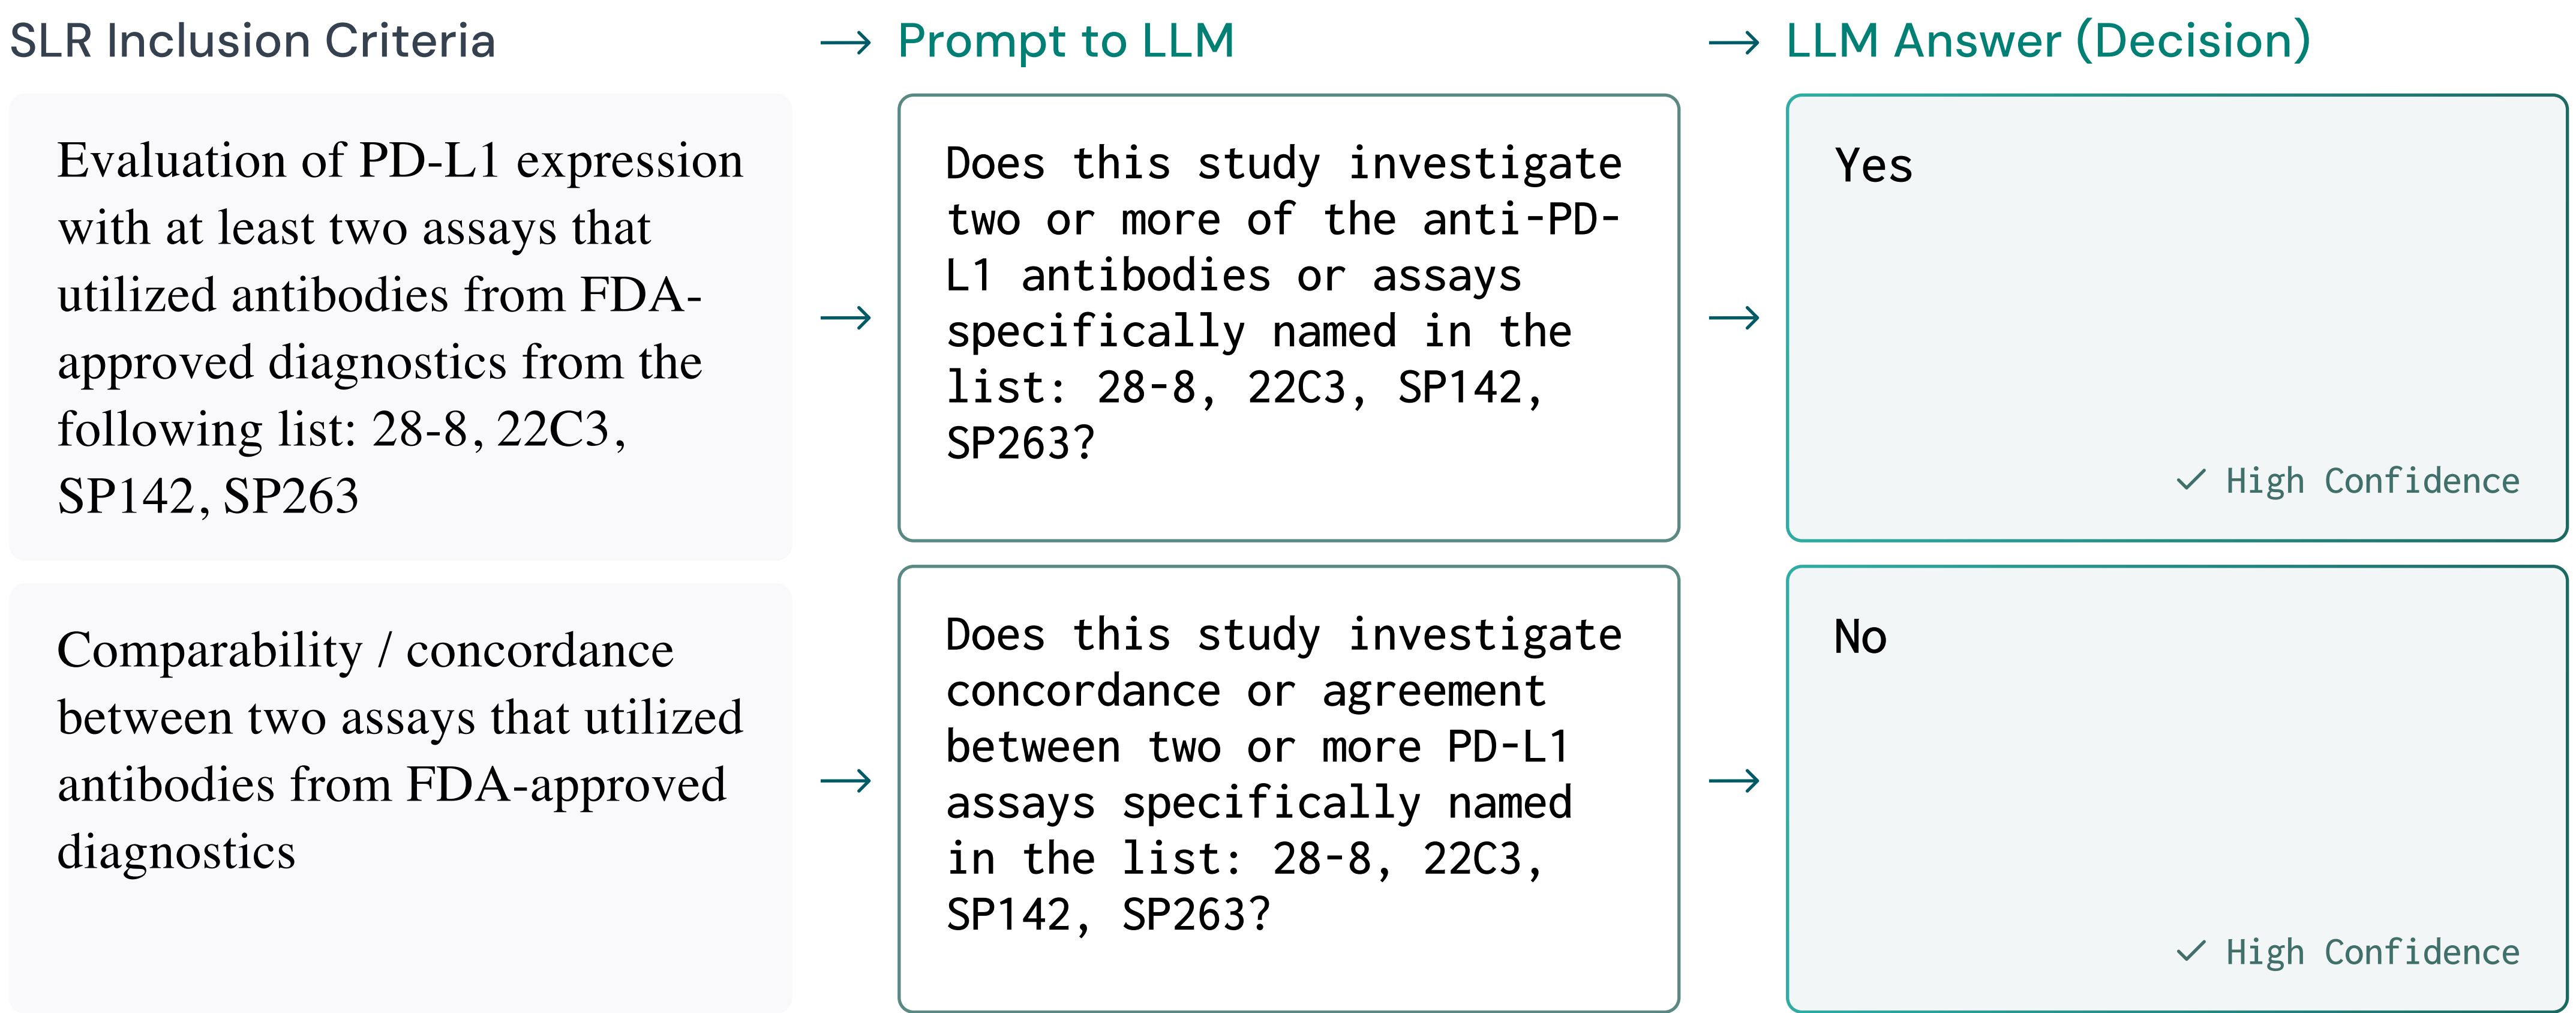 SLR Inclusion Criteria
→ Prompt to LLM
→ LLM Answer (Decision)
Evaluation of PD-L1 expression
with at least two assays that
utilized antibodies from FDA-
approved diagnostics from the
following list: 28-8, 22C3,
SP142, SP263
→
Does this study investigate
two or more of the anti-PD-
L1 antibodies or assays
specifically named in the
list: 28-8, 22C3, SP142,
SP263?
→
Yes
✓ High Confidence
Comparability / concordance
between two assays that utilized
antibodies from FDA-approved
diagnostics
→
Does this study investigate
concordance or agreement
between two or more PD-L1
assays specifically named
in the list: 28-8, 22C3,
SP142, SP263?
→
No
✓ High Confidence